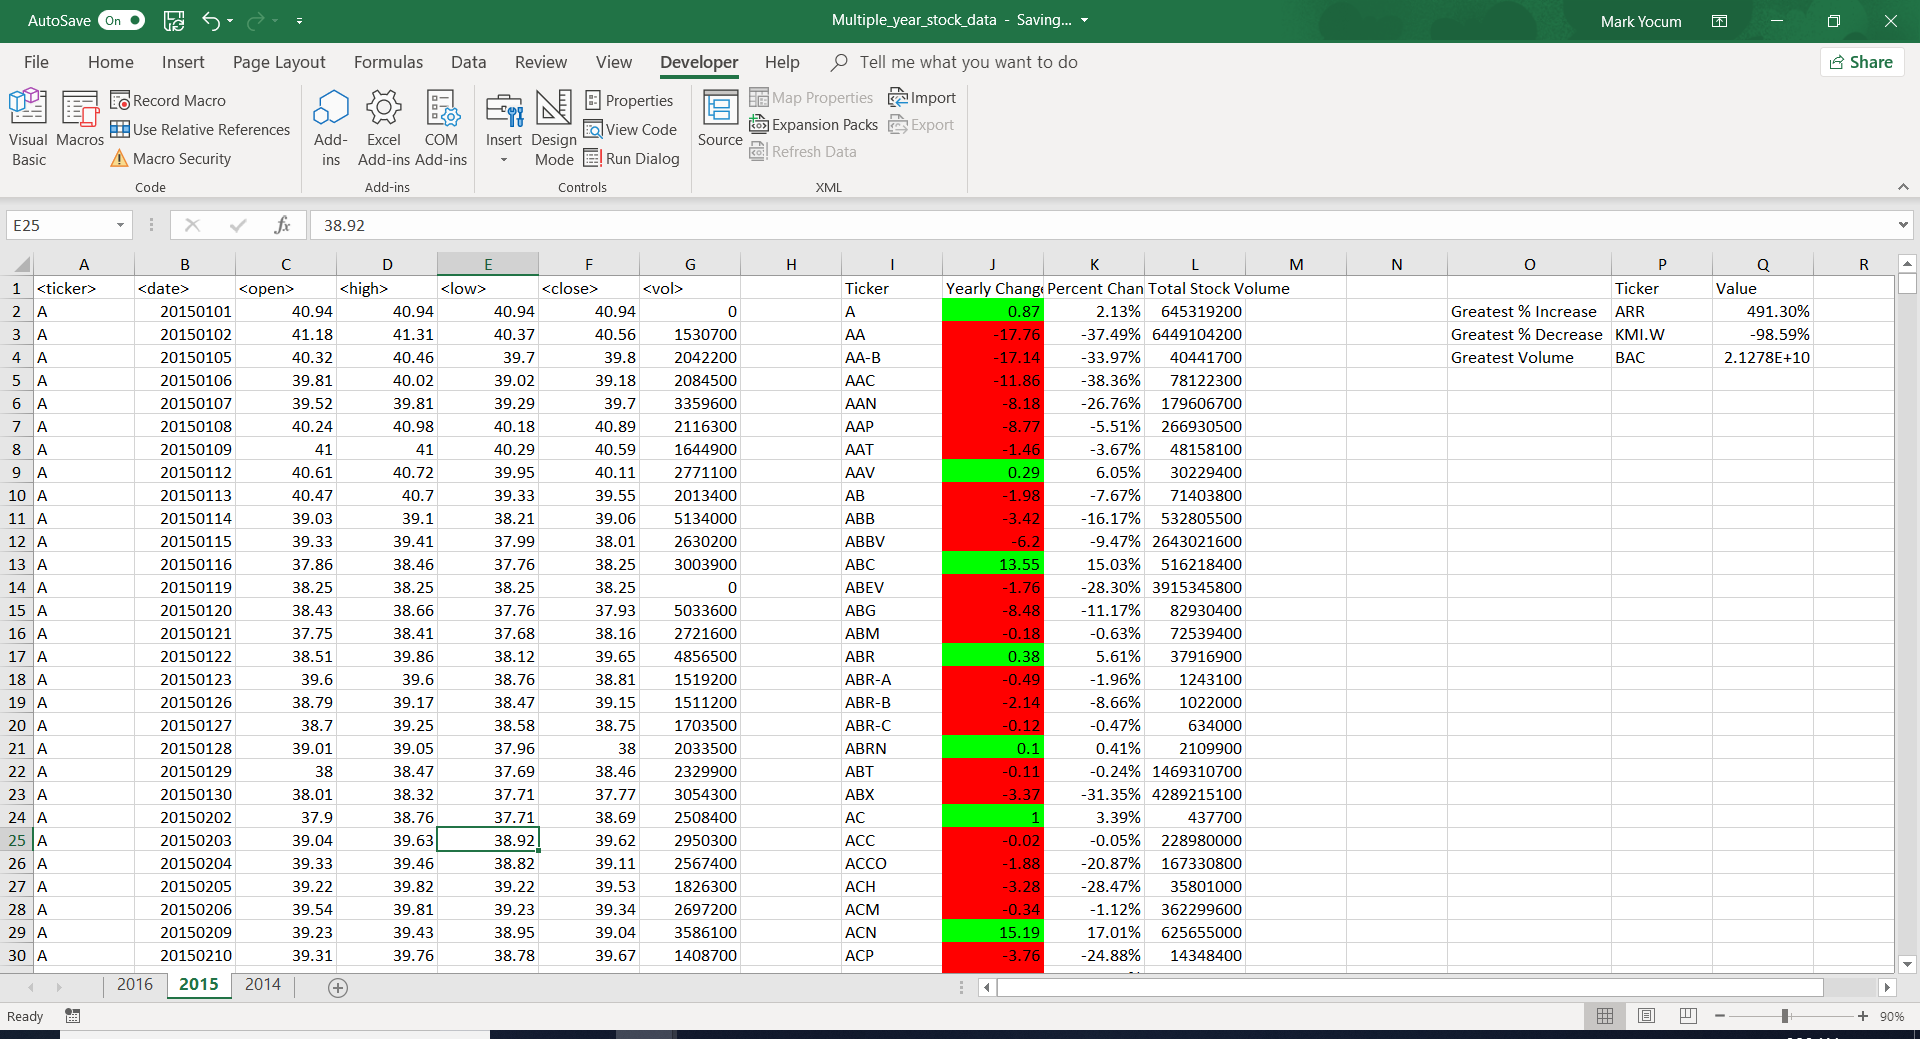 AutoSave On Multiple_year_stock_data - Saving... Mark Yocum
File Home Insert Page Layout Formulas Data Review View Developer Help Tell me what you want to do Share
Visual Basic
Macros
Record Macro
Use Relative References
Macro Security
Code
Add-ins
Excel Add-ins
COM Add-ins
Add-ins
Insert
Design Mode
Properties
View Code
Run Dialog
Controls
Source
Map Properties
Expansion Packs
Refresh Data
Import
Export
XML
E25 fx 38.92
A B C D E F G H I J K L M N O P Q R
1 <ticker> <date> <open> <high> <low> <close> <vol> Ticker Yearly Change Percent Chan Total Stock Volume Ticker Value
2 A 20150101 40.94 40.94 40.94 40.94 0 A 0.87 2.13% 645319200 Greatest % Increase ARR 491.30%
3 A 20150102 41.18 41.31 40.37 40.56 1530700 AA -17.76 -37.49% 6449104200 Greatest % Decrease KMI.W -98.59%
4 A 20150105 40.32 40.46 39.7 39.8 2042200 AA-B -17.14 -33.97% 40441700 Greatest Volume BAC 2.1278E+10
5 A 20150106 39.81 40.02 39.02 39.18 2084500 AAC -11.86 -38.36% 78122300
6 A 20150107 39.52 39.81 39.29 39.7 3359600 AAN -8.18 -26.76% 179606700
7 A 20150108 40.24 40.98 40.18 40.89 2116300 AAP -8.77 -5.51% 266930500
8 A 20150109 41 41 40.29 40.59 1644900 AAT -1.46 -3.67% 48158100
9 A 20150112 40.61 40.72 39.95 40.11 2771100 AAV 0.29 6.05% 30229400
10 A 20150113 40.47 40.7 39.33 39.55 2013400 AB -1.98 -7.67% 71403800
11 A 20150114 39.03 39.1 38.21 39.06 5134000 ABB -3.42 -16.17% 532805500
12 A 20150115 39.33 39.41 37.99 38.01 2630200 ABBV -6.2 -9.47% 2643021600
13 A 20150116 37.86 38.46 37.76 38.25 3003900 ABC 13.55 15.03% 516218400
14 A 20150119 38.25 38.25 38.25 38.25 0 ABEV -1.76 -28.30% 3915345800
15 A 20150120 38.43 38.66 37.76 37.93 5033600 ABG -8.48 -11.17% 82930400
16 A 20150121 37.75 38.41 37.68 38.16 2721600 ABM -0.18 -0.63% 72539400
17 A 20150122 38.51 39.86 38.12 39.65 4856500 ABR 0.38 5.61% 37916900
18 A 20150123 39.6 39.6 38.76 38.81 1519200 ABR-A -0.49 -1.96% 1243100
19 A 20150126 38.79 39.17 38.47 39.15 1511200 ABR-B -2.14 -8.66% 1022000
20 A 20150127 38.7 39.25 38.58 38.75 1703500 ABR-C -0.12 -0.47% 634000
21 A 20150128 39.01 39.05 37.96 38 2033500 ABRN 0.1 0.41% 2109900
22 A 20150129 38 38.47 37.69 38.46 2329900 ABT -0.11 -0.24% 1469310700
23 A 20150130 38.01 38.32 37.71 37.77 3054300 ABX -3.37 -31.35% 4289215100
24 A 20150202 37.9 38.76 37.71 38.69 2508400 AC 1 3.39% 437700
25 A 20150203 39.04 39.63 38.92 39.62 2950300 ACC -0.02 -0.05% 228980000
26 A 20150204 39.33 39.46 38.82 39.11 2567400 ACCO -1.88 -20.87% 167330800
27 A 20150205 39.22 39.82 39.22 39.53 1826300 ACH -3.28 -28.47% 35801000
28 A 20150206 39.54 39.81 39.23 39.34 2697200 ACM -0.34 -1.12% 362299600
29 A 20150209 39.23 39.43 38.95 39.04 3586100 ACN 15.19 17.01% 625655000
30 A 20150210 39.31 39.76 38.78 39.67 1408700 ACP -3.76 -24.88% 14348400
2016 2015 2014
Ready 90%